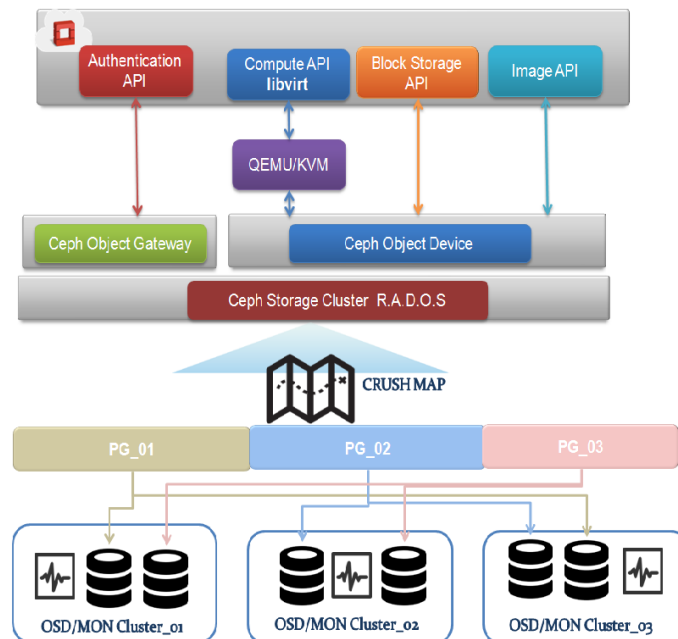 Authentication
API
Compute API
libvirt
Block Storage
API
Image API
QEMU/KVM
Ceph Object Gateway
Ceph Object Device
Ceph Storage Cluster R.A.D.O.S
CRUSH MAP
PG_01
PG_02
PG_03
OSD/MON Cluster_01
OSD/MON Cluster_02
OSD/MON Cluster_03